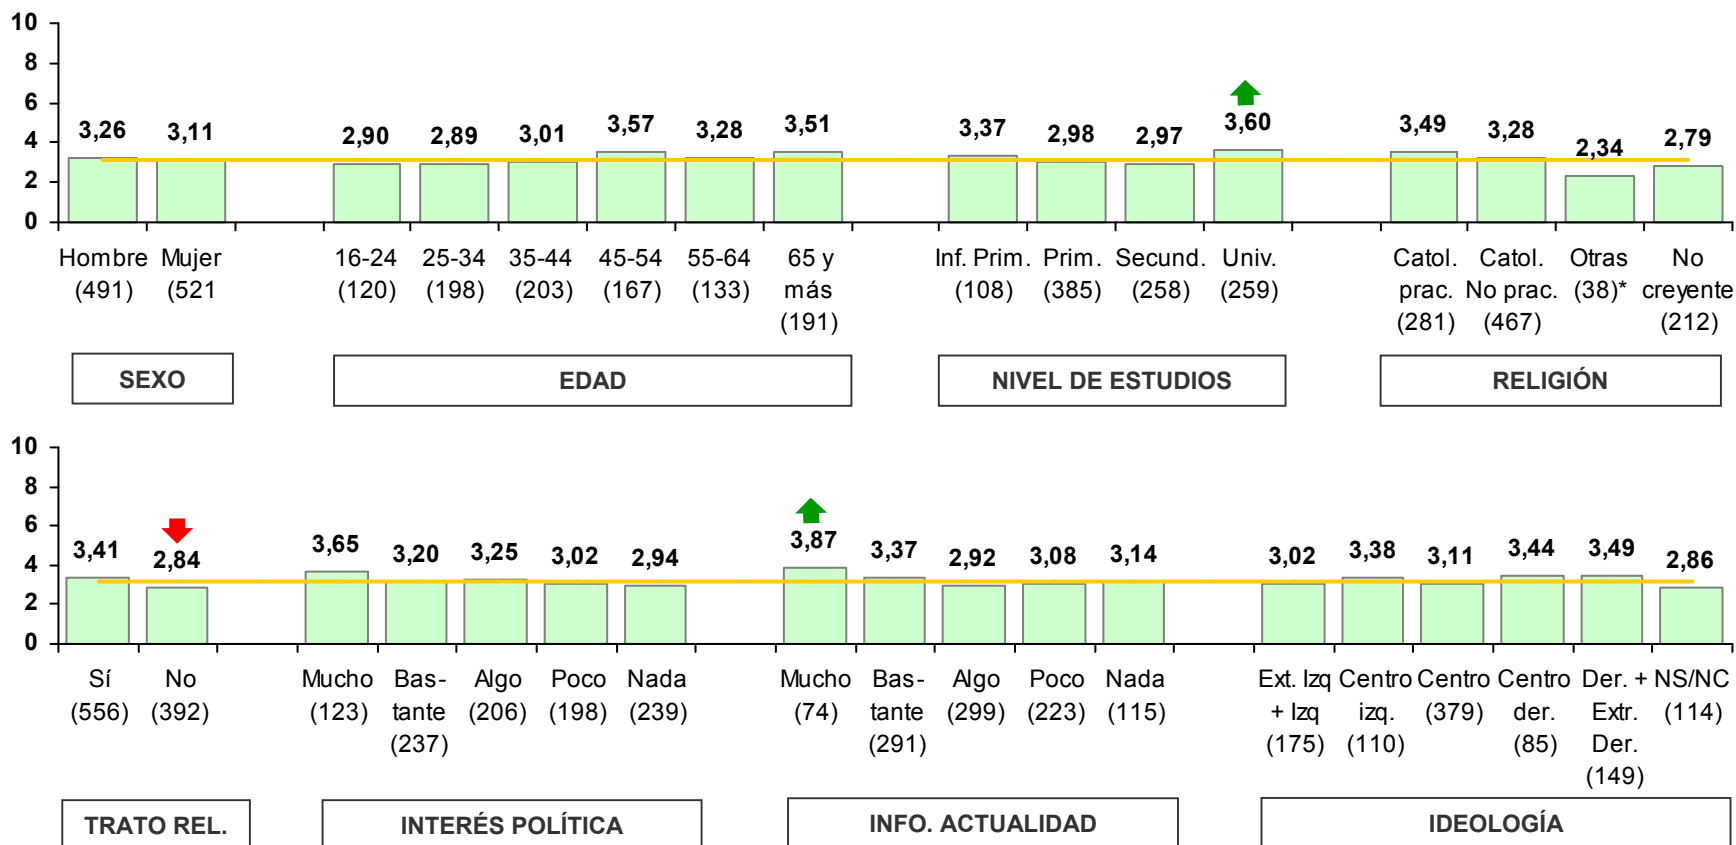 10
8
6
4
2
0
3,26 3,11 2,90 2,89 3,01 3,57 3,28 3,51 3,37 2,98 2,97 3,60 3,49 3,28 2,34 2,79
Hombre Mujer 16-24 25-34 35-44 45-54 55-64 65 y Inf. Prim. Prim. Secund. Univ. Catol. Catol. Otras No
(491) (521 (120) (198) (203) (167) (133) más (108) (385) (258) (259) prac. No prac. (38)* creyente
(191) (281) (467) (212)
SEXO EDAD NIVEL DE ESTUDIOS RELIGIÓN
10
8
6
4
2
0
3,41 2,84 3,65 3,20 3,25 3,02 2,94 3,87 3,37 2,92 3,08 3,14 3,02 3,38 3,11 3,44 3,49 2,86
Sí No Mucho Bas- Algo Poco Nada Mucho Bas- Algo Poco Nada Ext. Izq Centro Centro Centro Der. + NS/NC
(556) (392) (123) tante (206) (198) (239) (74) tante (299) (223) (115) + Izq izq. (379) der. Extr. (114)
(237) (291) (175) (110) (85) Der.
(149)
TRATO REL. INTERÉS POLÍTICA INFO. ACTUALIDAD IDEOLOGÍA